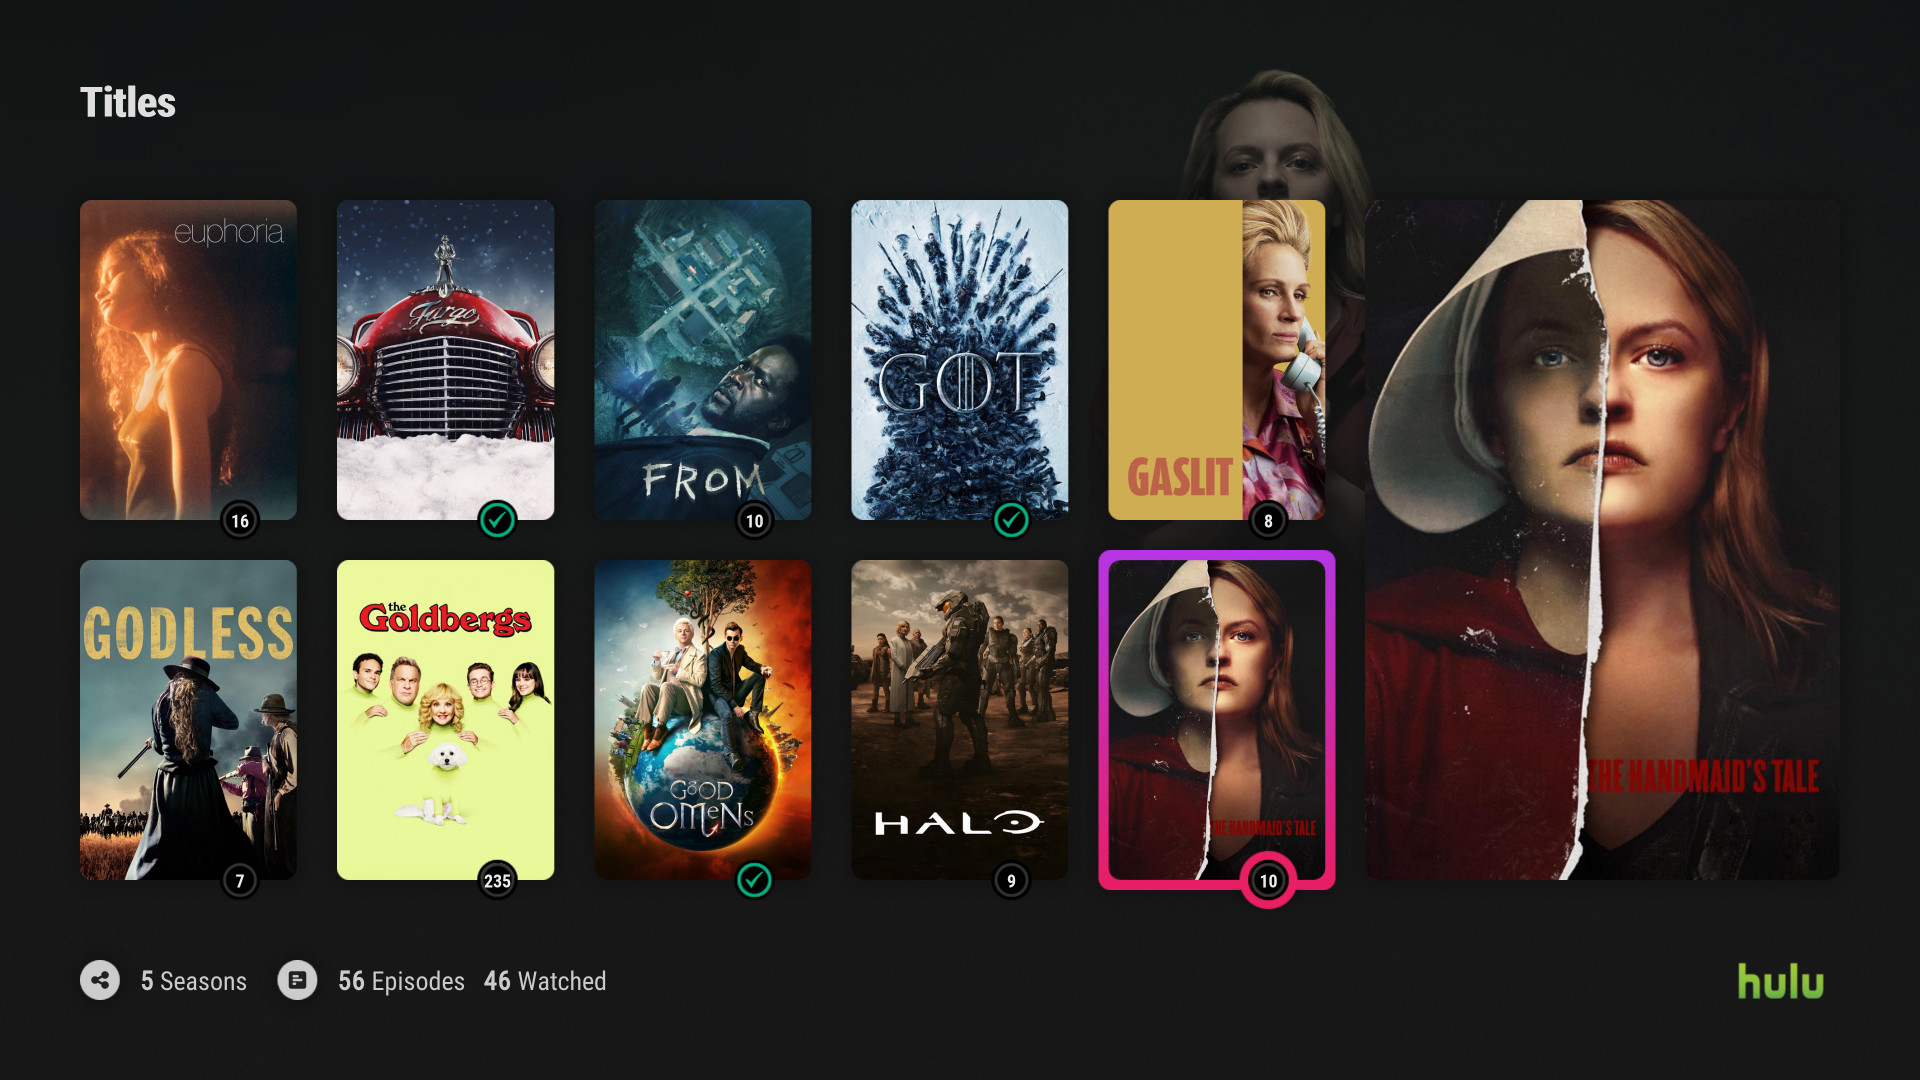 Titles
euphoria
Fargo
FROM
GOT
GASLIT
16
10
8
GODLESS
the
Goldbergs
GOOD
OMENS
HALO
THE HANDMAID'S TALE
THE HANDMAID'S TALE
7
235
9
10
5 Seasons
56 Episodes
46 Watched
hulu